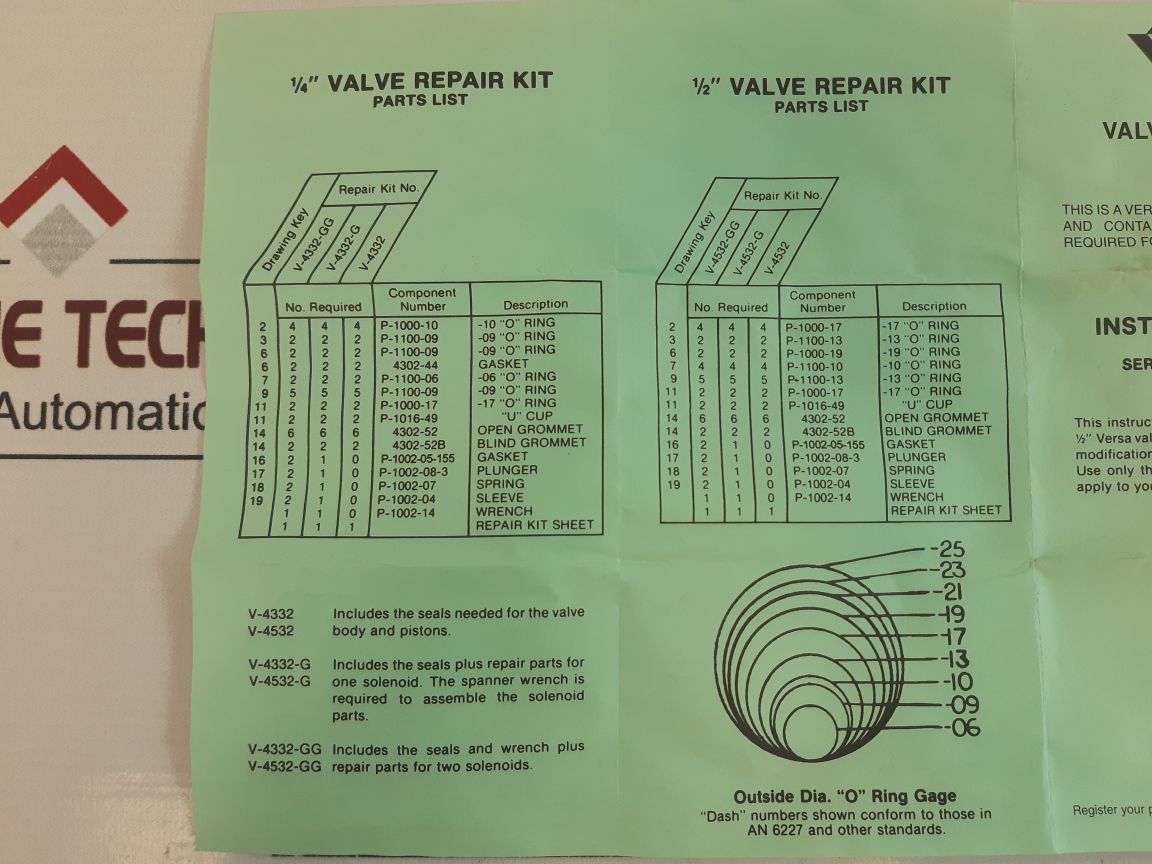 E TECH
Automatic
¼" VALVE REPAIR KIT
PARTS LIST
Repair Kit No.
Drawing Key V-4332-GG V-4332-G V-4332
No. Required Component Number Description
2 4 4 4 P-1000-10 -10 "O" RING
3 2 2 2 P-1100-09 -09 "O" RING
6 2 2 2 P-1100-09 -09 "O" RING
6 2 2 2 4302-44 GASKET
7 2 2 2 P-1100-06 -06 "O" RING
9 5 5 5 P-1100-09 -09 "O" RING
11 2 2 2 P-1000-17 -17 "O" RING
11 2 2 2 P-1016-49 "U" CUP
14 6 6 6 4302-52 OPEN GROMMET
14 2 2 2 4302-52B BLIND GROMMET
16 2 1 0 P-1002-05-155 GASKET
17 2 1 0 P-1002-08-3 PLUNGER
18 2 1 0 P-1002-07 SPRING
19 2 1 0 P-1002-04 SLEEVE
1 1 0 P-1002-14 WRENCH
1 1 1 REPAIR KIT SHEET
V-4332 Includes the seals needed for the valve
V-4532 body and pistons.
V-4332-G Includes the seals plus repair parts for
V-4532-G one solenoid. The spanner wrench is
required to assemble the solenoid
parts.
V-4332-GG Includes the seals and wrench plus
V-4532-GG repair parts for two solenoids.
½" VALVE REPAIR KIT
PARTS LIST
Repair Kit No.
Drawing Key V-4532-GG V-4532-G V-4532
No. Required Component Number Description
2 4 4 4 P-1000-17 -17 "O" RING
3 2 2 2 P-1100-13 -13 "O" RING
6 2 2 2 P-1000-19 -19 "O" RING
7 4 4 4 P-1100-10 -10 "O" RING
9 5 5 5 P-1100-13 -13 "O" RING
11 2 2 2 P-1000-17 -17 "O" RING
11 2 2 2 P-1016-49 "U" CUP
14 6 6 6 4302-52 OPEN GROMMET
14 2 2 2 4302-52B BLIND GROMMET
16 2 1 0 P-1002-05-155 GASKET
17 2 1 0 P-1002-08-3 PLUNGER
18 2 1 0 P-1002-07 SPRING
19 2 1 0 P-1002-04 SLEEVE
1 1 0 P-1002-14 WRENCH
1 1 1 REPAIR KIT SHEET
-25
-23
-21
-19
-17
-13
-10
-09
-06
Outside Dia. "O" Ring Gage
"Dash" numbers shown conform to those in
AN 6227 and other standards.
VALV
THIS IS A VER
AND CONTA
REQUIRED FO
INST
SER
This instruc
½" Versa val
modification
Use only th
apply to you
Register your p